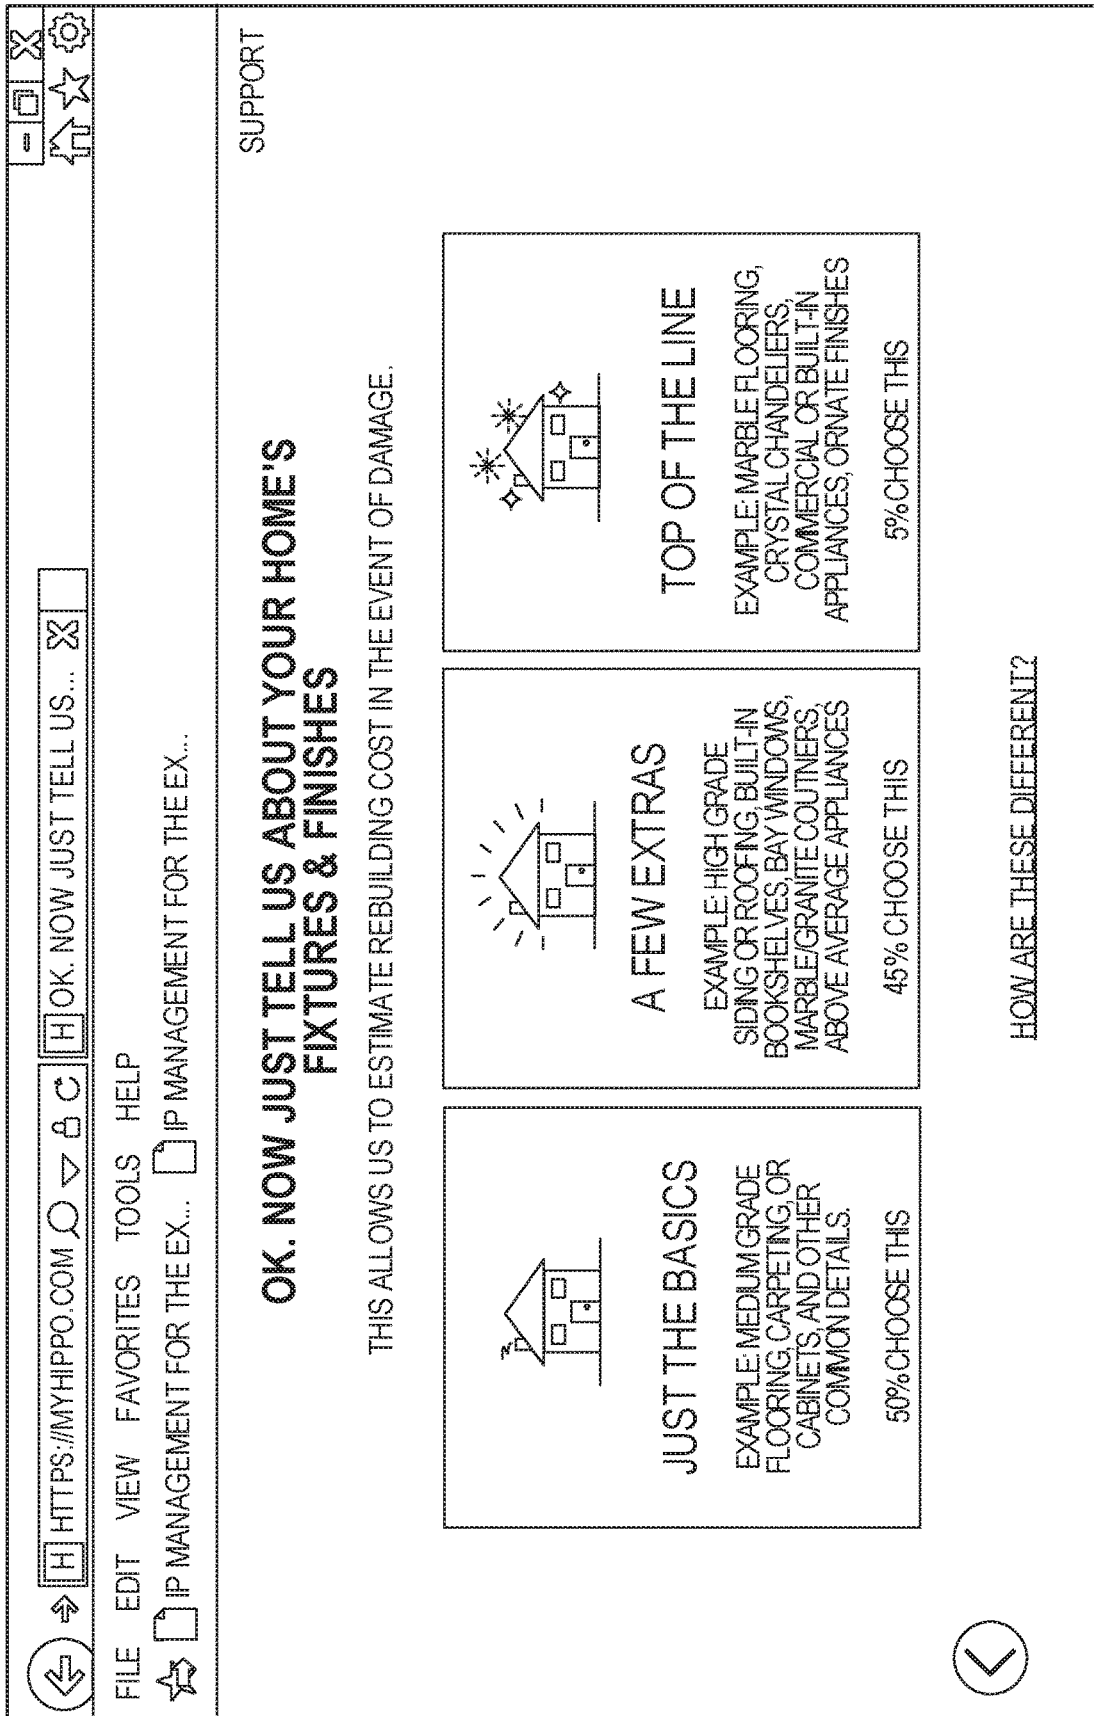 H HTTPS://MYHIPPO.COM
H OK. NOW JUST TELL US... X
FILE EDIT VIEW FAVORITES TOOLS HELP
IP MANAGEMENT FOR THE EX... IP MANAGEMENT FOR THE EX...
SUPPORT
OK. NOW JUST TELL US ABOUT YOUR HOME'S
FIXTURES & FINISHES
THIS ALLOWS US TO ESTIMATE REBUILDING COST IN THE EVENT OF DAMAGE.
JUST THE BASICS
EXAMPLE: MEDIUM GRADE
FLOORING, CARPETING, OR
CABINETS, AND OTHER
COMMON DETAILS.
50% CHOOSE THIS
A FEW EXTRAS
EXAMPLE: HIGH GRADE
SIDING OR ROOFING, BUILT-IN
BOOKSHELVES, BAY WINDOWS,
MARBLE/GRANITE COUTNERS,
ABOVE AVERAGE APPLIANCES
45% CHOOSE THIS
TOP OF THE LINE
EXAMPLE: MARBLE FLOORING,
CRYSTAL CHANDELIERS,
COMMERCIAL OR BUILT-IN
APPLIANCES, ORNATE FINISHES
5% CHOOSE THIS
HOW ARE THESE DIFFERENT?